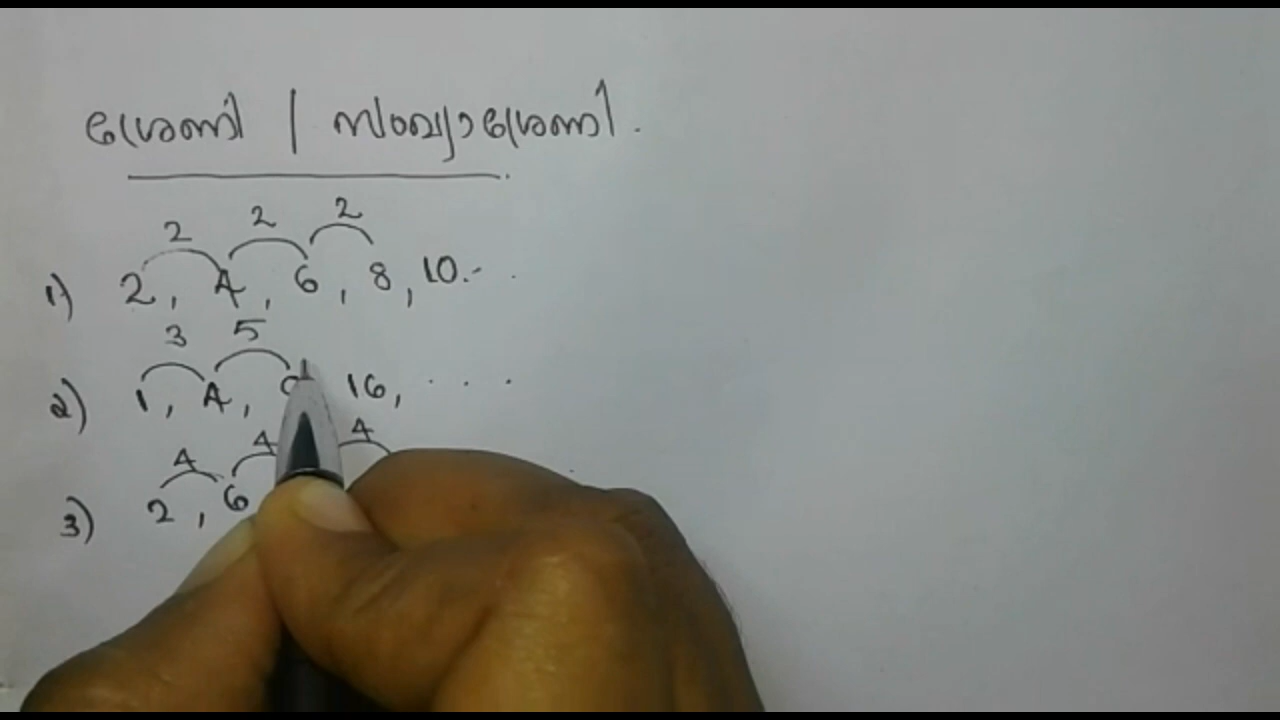 ശ്രേണി | സംഖ്യാശ്രേണി.
2 2 2
1) 2, 4, 6, 8, 10...
3 5
2) 1, 4, 16, . . .
4 4 4
3) 2, 6